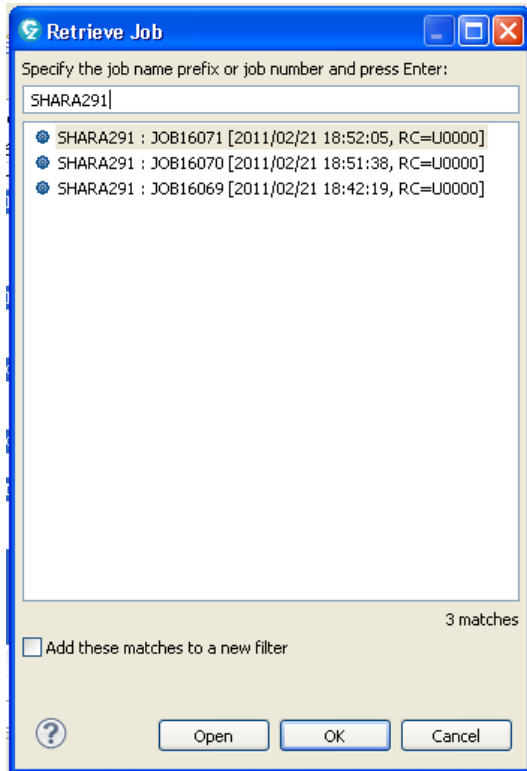 Retrieve Job
Specify the job name prefix or job number and press Enter:
SHARA291
SHARA291 : JOB16071 [2011/02/21 18:52:05, RC=U0000]
SHARA291 : JOB16070 [2011/02/21 18:51:38, RC=U0000]
SHARA291 : JOB16069 [2011/02/21 18:42:19, RC=U0000]
3 matches
Add these matches to a new filter
?
Open
OK
Cancel